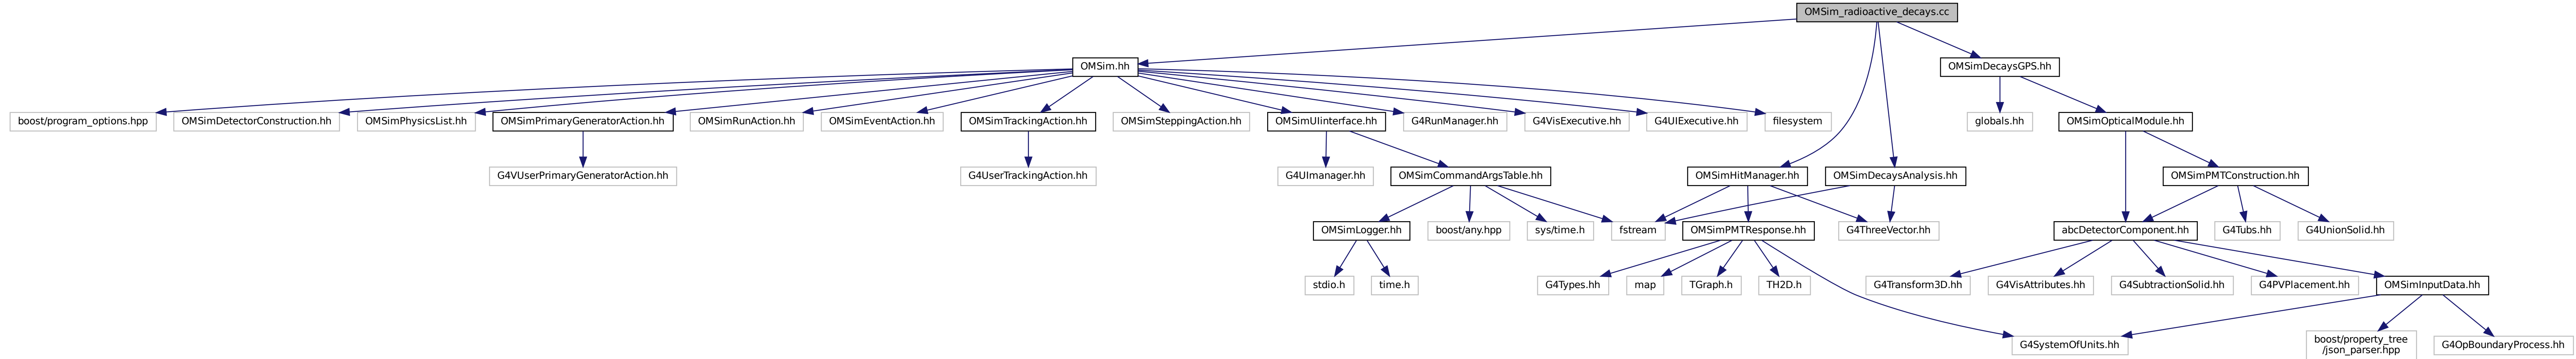 OMSim_radioactive_decays.cc
OMSim.hh
OMSimDecaysGPS.hh
boost/program_options.hpp
OMSimDetectorConstruction.hh
OMSimPhysicsList.hh
OMSimPrimaryGeneratorAction.hh
OMSimRunAction.hh
OMSimEventAction.hh
OMSimTrackingAction.hh
OMSimSteppingAction.hh
OMSimUIinterface.hh
G4RunManager.hh
G4VisExecutive.hh
G4UIExecutive.hh
filesystem
globals.hh
OMSimOpticalModule.hh
G4VUserPrimaryGeneratorAction.hh
G4UserTrackingAction.hh
G4UImanager.hh
OMSimCommandArgsTable.hh
OMSimHitManager.hh
OMSimDecaysAnalysis.hh
OMSimPMTConstruction.hh
OMSimLogger.hh
boost/any.hpp
sys/time.h
fstream
OMSimPMTResponse.hh
G4ThreeVector.hh
abcDetectorComponent.hh
G4Tubs.hh
G4UnionSolid.hh
stdio.h
time.h
G4Types.hh
map
TGraph.h
TH2D.h
G4Transform3D.hh
G4VisAttributes.hh
G4SubtractionSolid.hh
G4PVPlacement.hh
OMSimInputData.hh
G4SystemOfUnits.hh
boost/property_tree
/json_parser.hpp
G4OpBoundaryProcess.hh